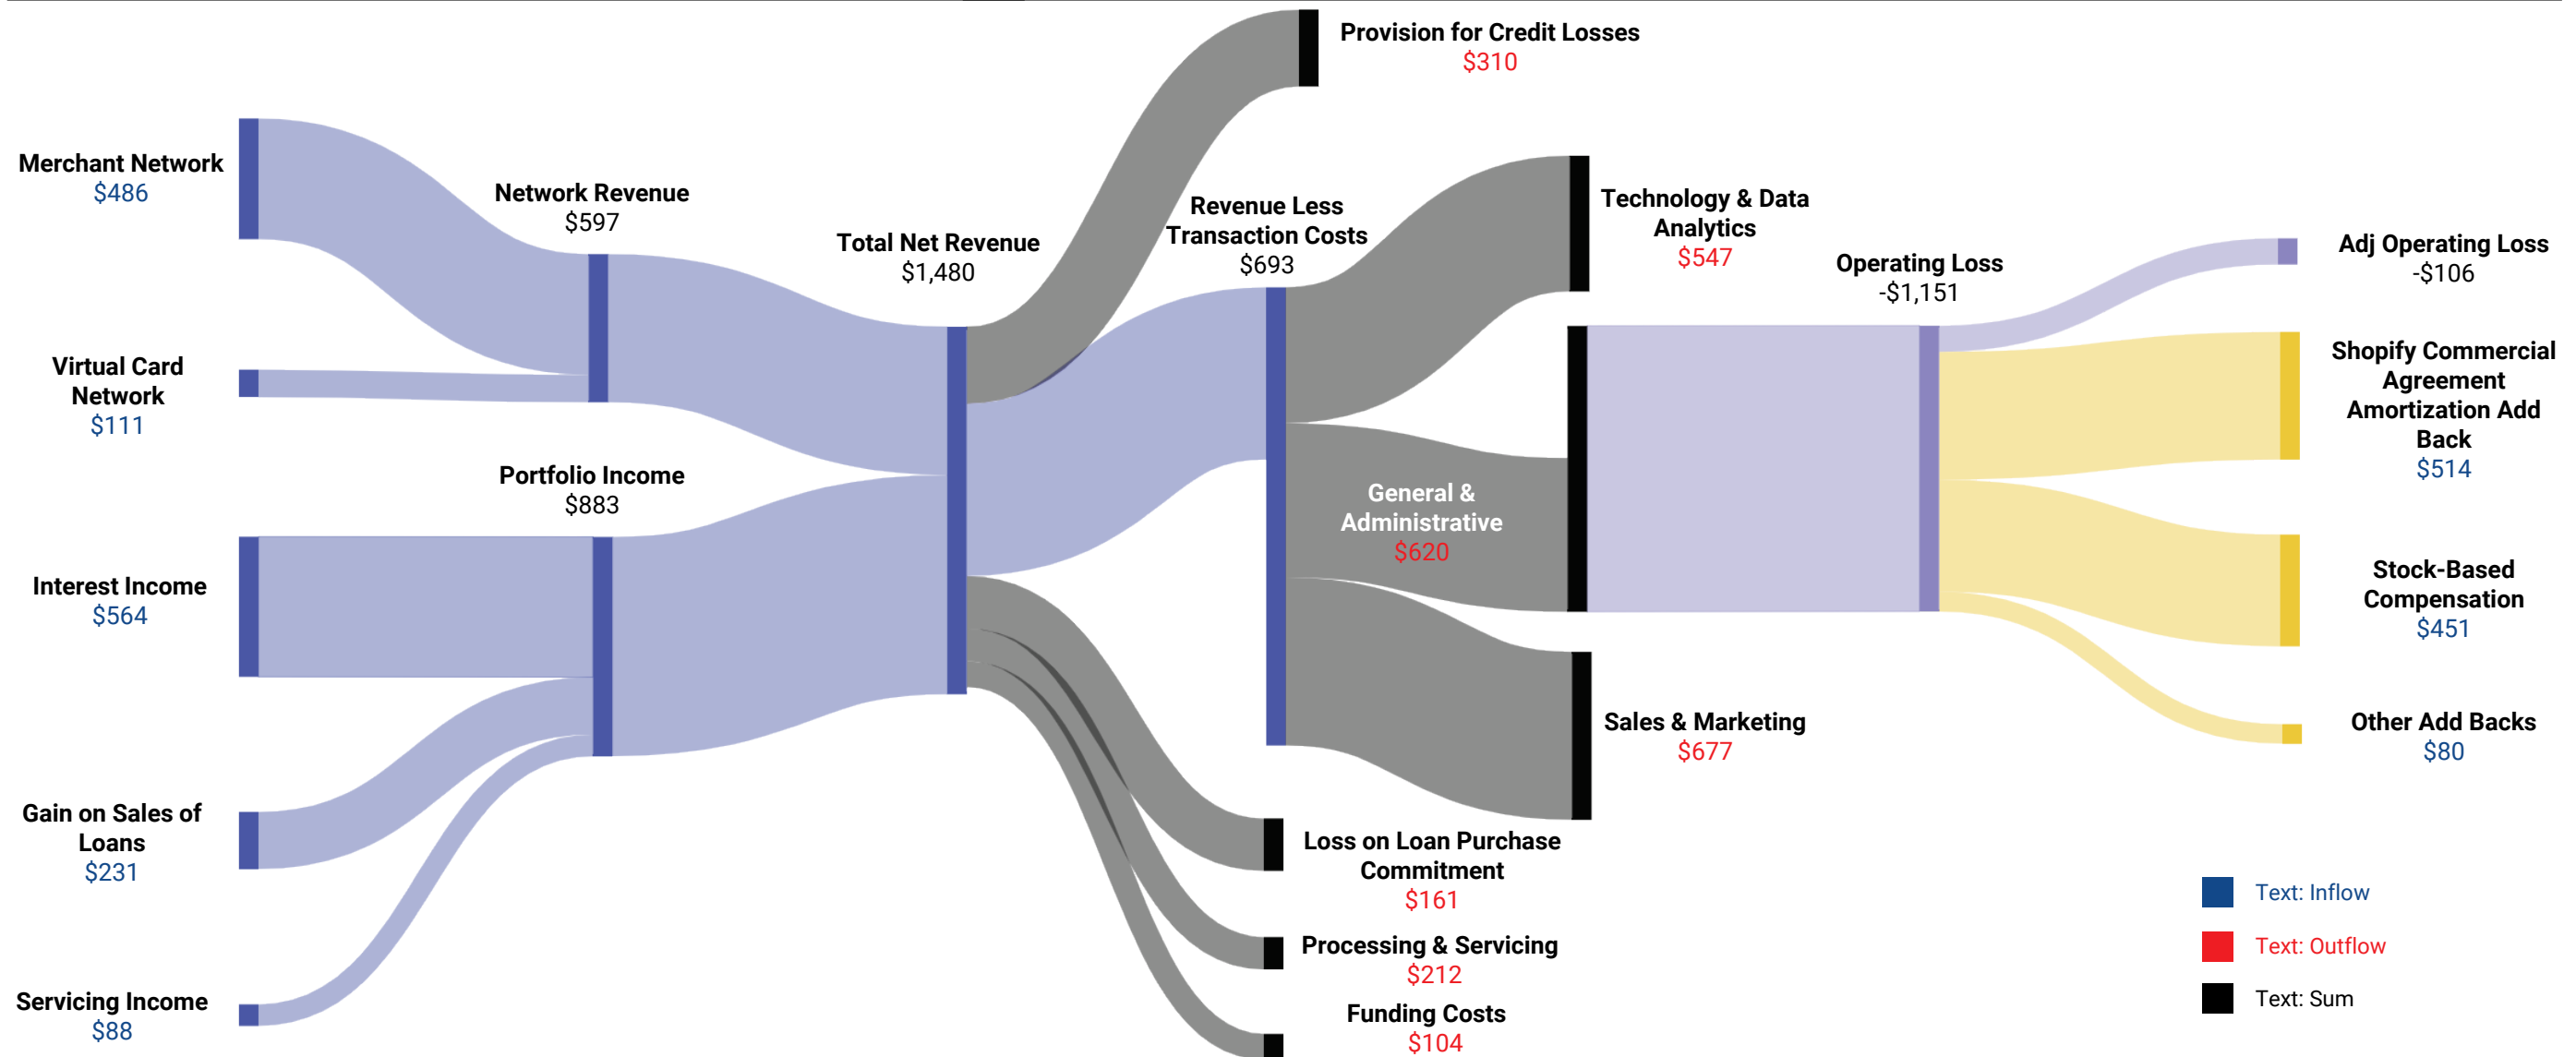 Provision for Credit Losses
$310
Merchant Network
$486
Network Revenue
$597
Total Net Revenue
$1,480
Revenue Less
Transaction Costs
$693
Technology & Data
Analytics
$547
Operating Loss
-$1,151
Adj Operating Loss
-$106
Virtual Card
Network
$111
Shopify Commercial
Agreement
Amortization Add
Back
$514
Portfolio Income
$883
General &
Administrative
$620
Interest Income
$564
Stock-Based
Compensation
$451
Sales & Marketing
$677
Other Add Backs
$80
Gain on Sales of
Loans
$231
Loss on Loan Purchase
Commitment
$161
Processing & Servicing
$212
Servicing Income
$88
Funding Costs
$104
Text: Inflow
Text: Outflow
Text: Sum